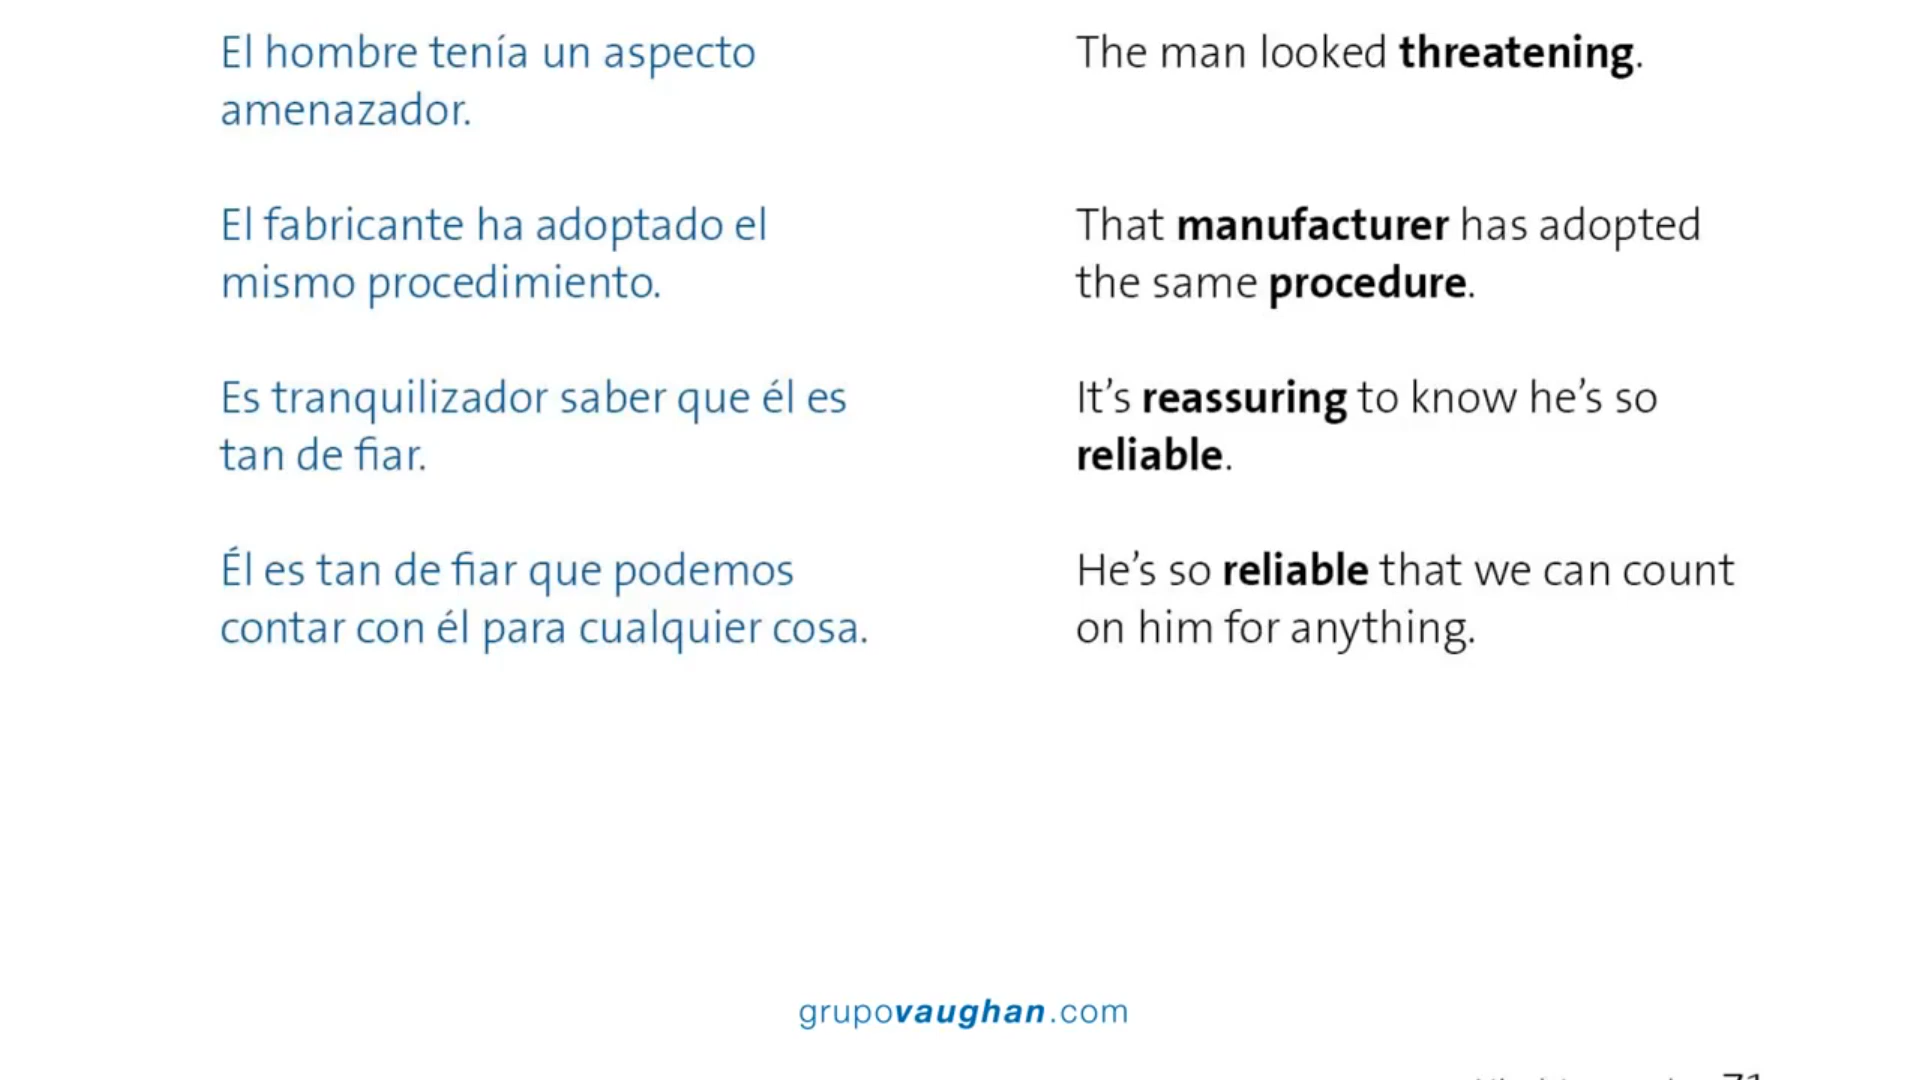 El hombre tenía un aspecto
amenazador.
The man looked threatening.
El fabricante ha adoptado el
mismo procedimiento.
That manufacturer has adopted
the same procedure.
Es tranquilizador saber que él es
tan de fiar.
It’s reassuring to know he’s so
reliable.
Él es tan de fiar que podemos
contar con él para cualquier cosa.
He’s so reliable that we can count
on him for anything.
grupovaughan.com
71